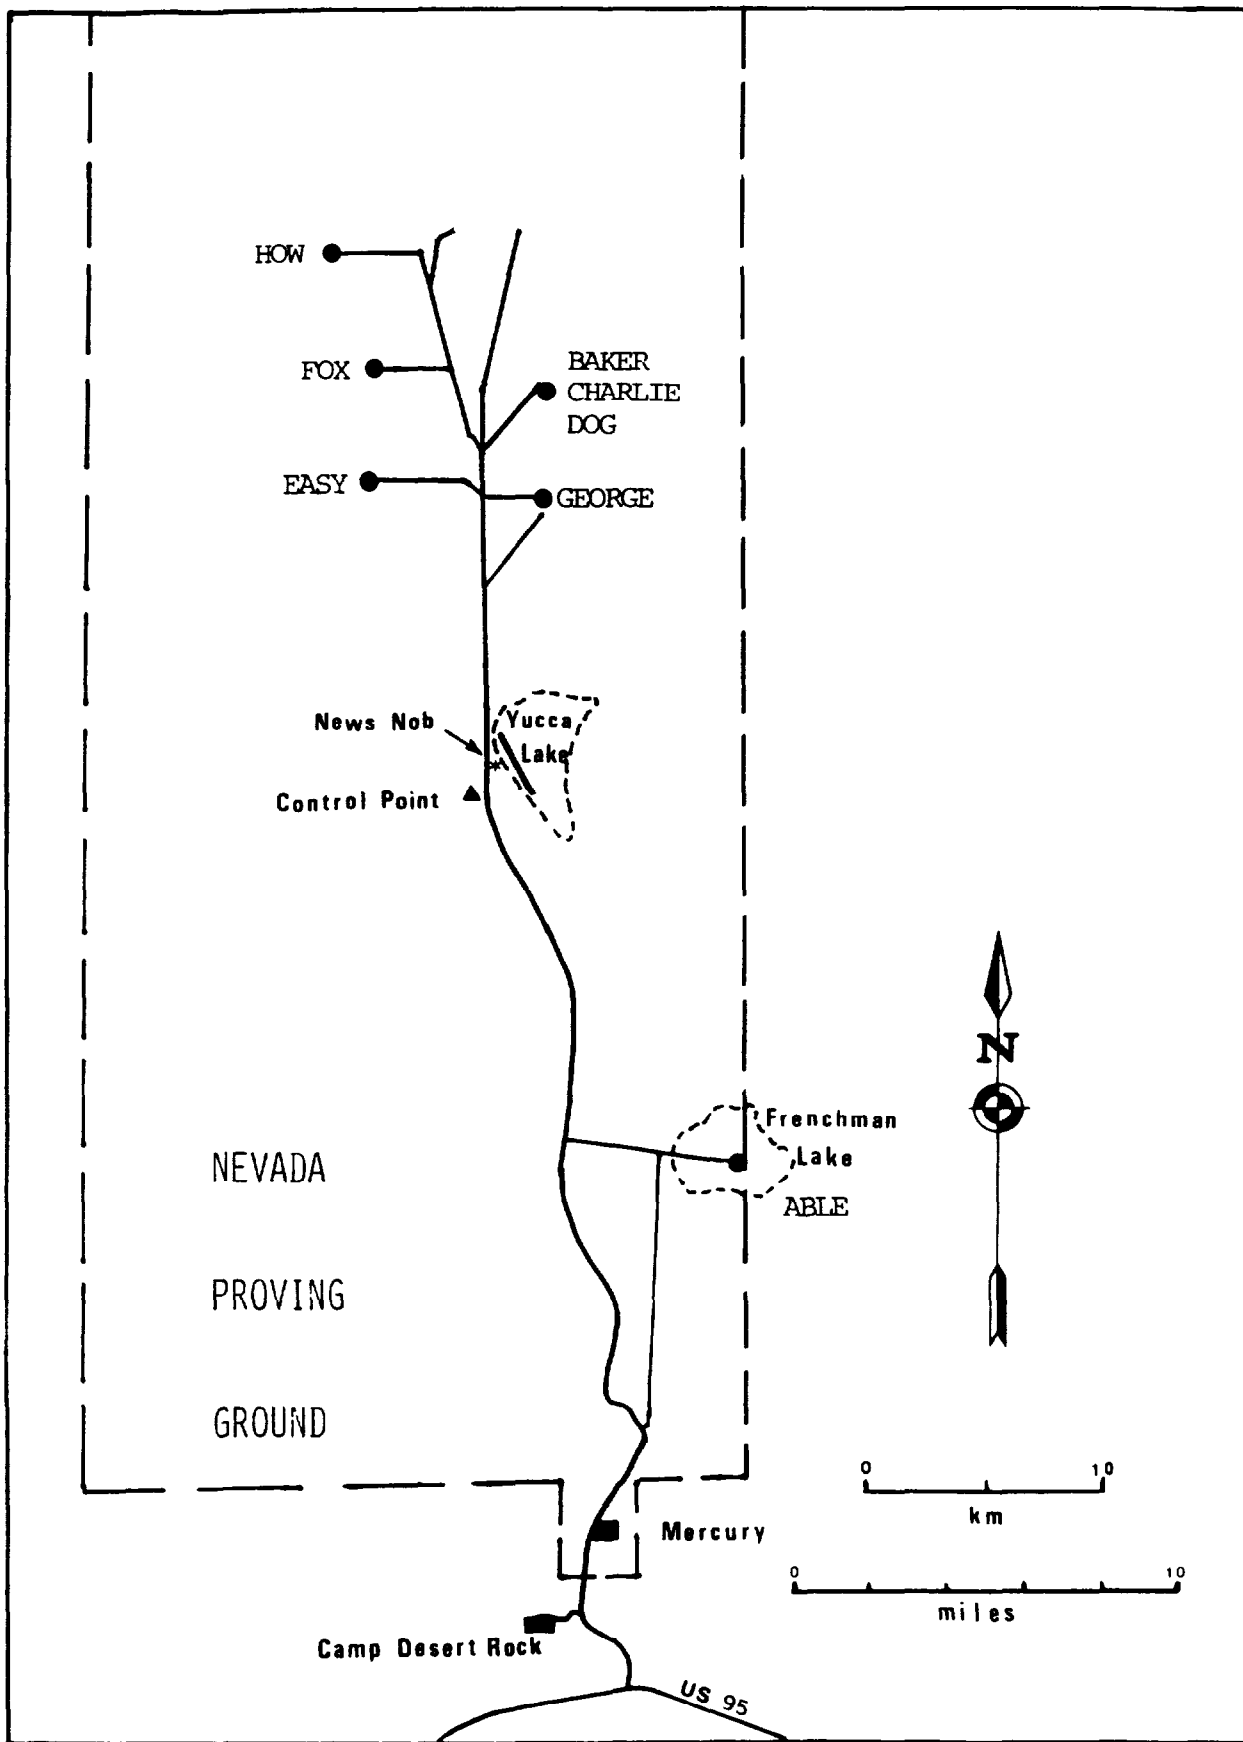 HOW
FOX
BAKER
CHARLIE
DOG
EASY
GEORGE
News Nob
Yucca
Lake
Control Point
N
Frenchman
Lake
ABLE
NEVADA
PROVING
GROUND
0 10
km
Mercury
0 10
miles
Camp Desert Rock
US 95